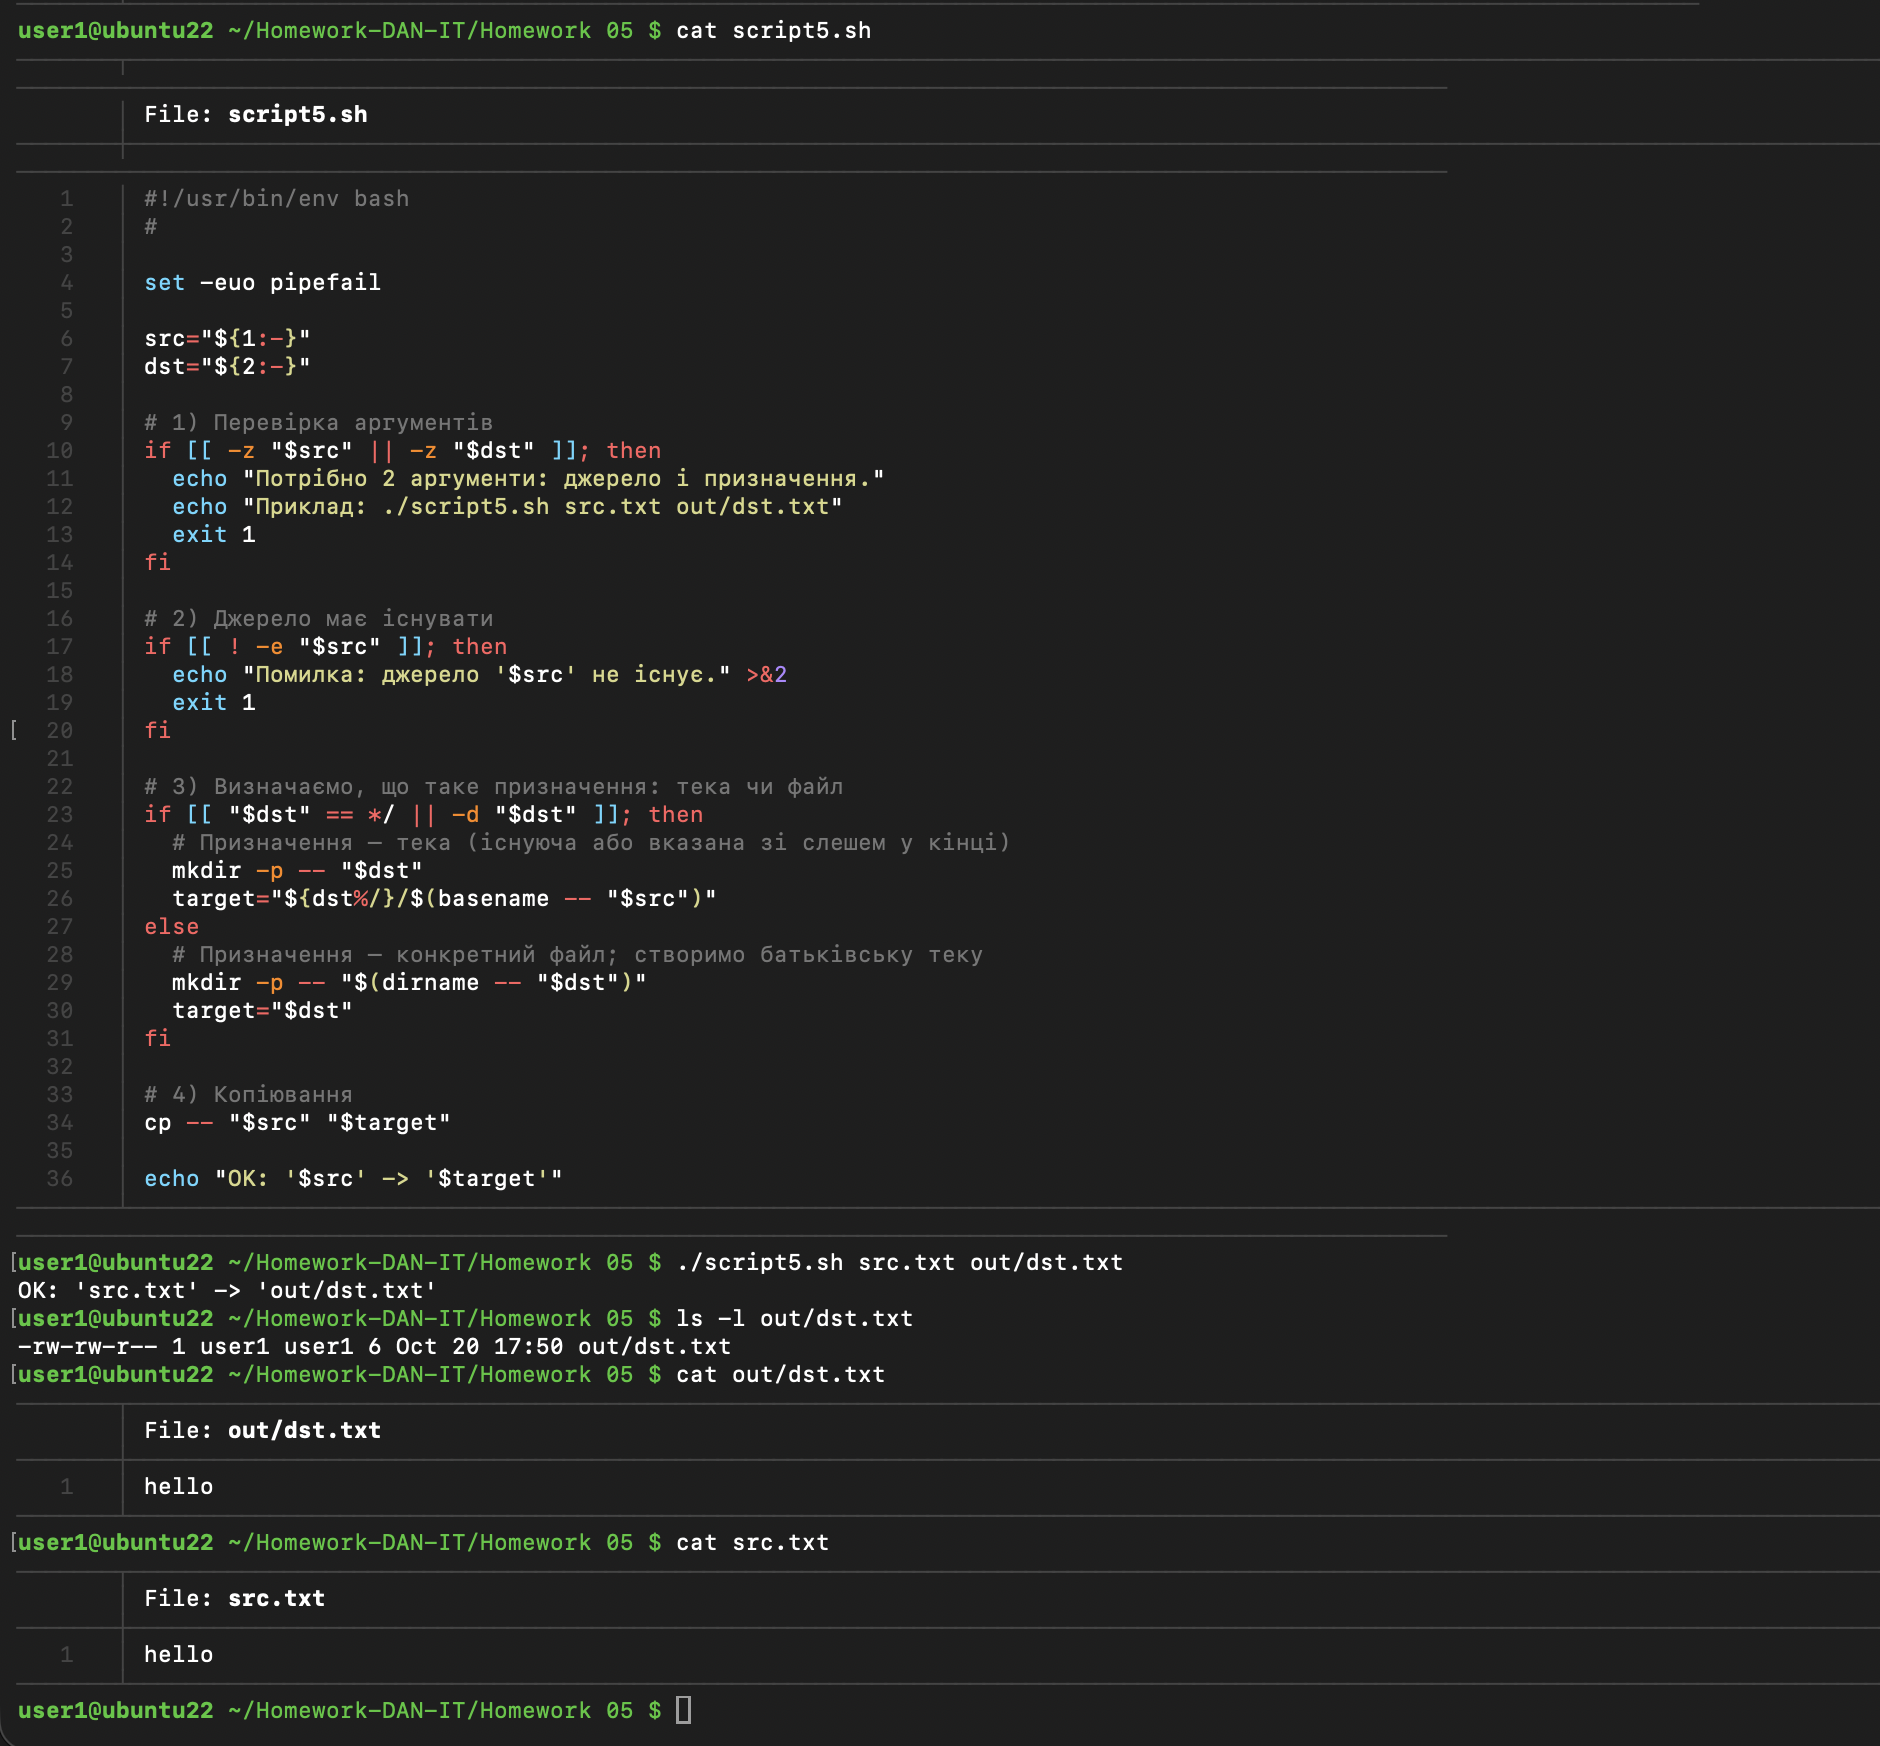 user1@ubuntu22 ~/Homework-DAN-IT/Homework 05 $ cat script5.sh
File: script5.sh
1 #!/usr/bin/env bash
2 #
3
4 set -euo pipefail
5
6 src="${1:-}"
7 dst="${2:-}"
8
9 # 1) Перевірка аргументів
10 if [[ -z "$src" || -z "$dst" ]]; then
11   echo "Потрібно 2 аргументи: джерело і призначення."
12   echo "Приклад: ./script5.sh src.txt out/dst.txt"
13   exit 1
14 fi
15
16 # 2) Джерело має існувати
17 if [[ ! -e "$src" ]]; then
18   echo "Помилка: джерело '$src' не існує." >&2
19   exit 1
[ 20 fi
21
22 # 3) Визначаємо, що таке призначення: тека чи файл
23 if [[ "$dst" == */ || -d "$dst" ]]; then
24   # Призначення — тека (існуюча або вказана зі слешем у кінці)
25   mkdir -p -- "$dst"
26   target="${dst%/}/$(basename -- "$src")"
27 else
28   # Призначення — конкретний файл; створимо батьківську теку
29   mkdir -p -- "$(dirname -- "$dst")"
30   target="$dst"
31 fi
32
33 # 4) Копіювання
34 cp -- "$src" "$target"
35
36 echo "OK: '$src' -> '$target'"
[user1@ubuntu22 ~/Homework-DAN-IT/Homework 05 $ ./script5.sh src.txt out/dst.txt
OK: 'src.txt' -> 'out/dst.txt'
[user1@ubuntu22 ~/Homework-DAN-IT/Homework 05 $ ls -l out/dst.txt
-rw-rw-r-- 1 user1 user1 6 Oct 20 17:50 out/dst.txt
[user1@ubuntu22 ~/Homework-DAN-IT/Homework 05 $ cat out/dst.txt
File: out/dst.txt
1 hello
[user1@ubuntu22 ~/Homework-DAN-IT/Homework 05 $ cat src.txt
File: src.txt
1 hello
user1@ubuntu22 ~/Homework-DAN-IT/Homework 05 $